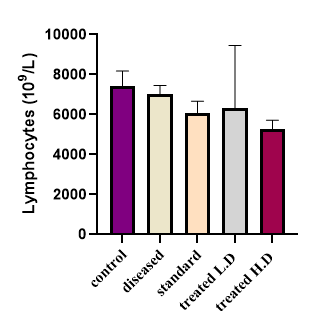 Lymphocytes (10⁹/L)
10000
8000
6000
4000
2000
0
control
diseased
standard
treated L.D
treated H.D